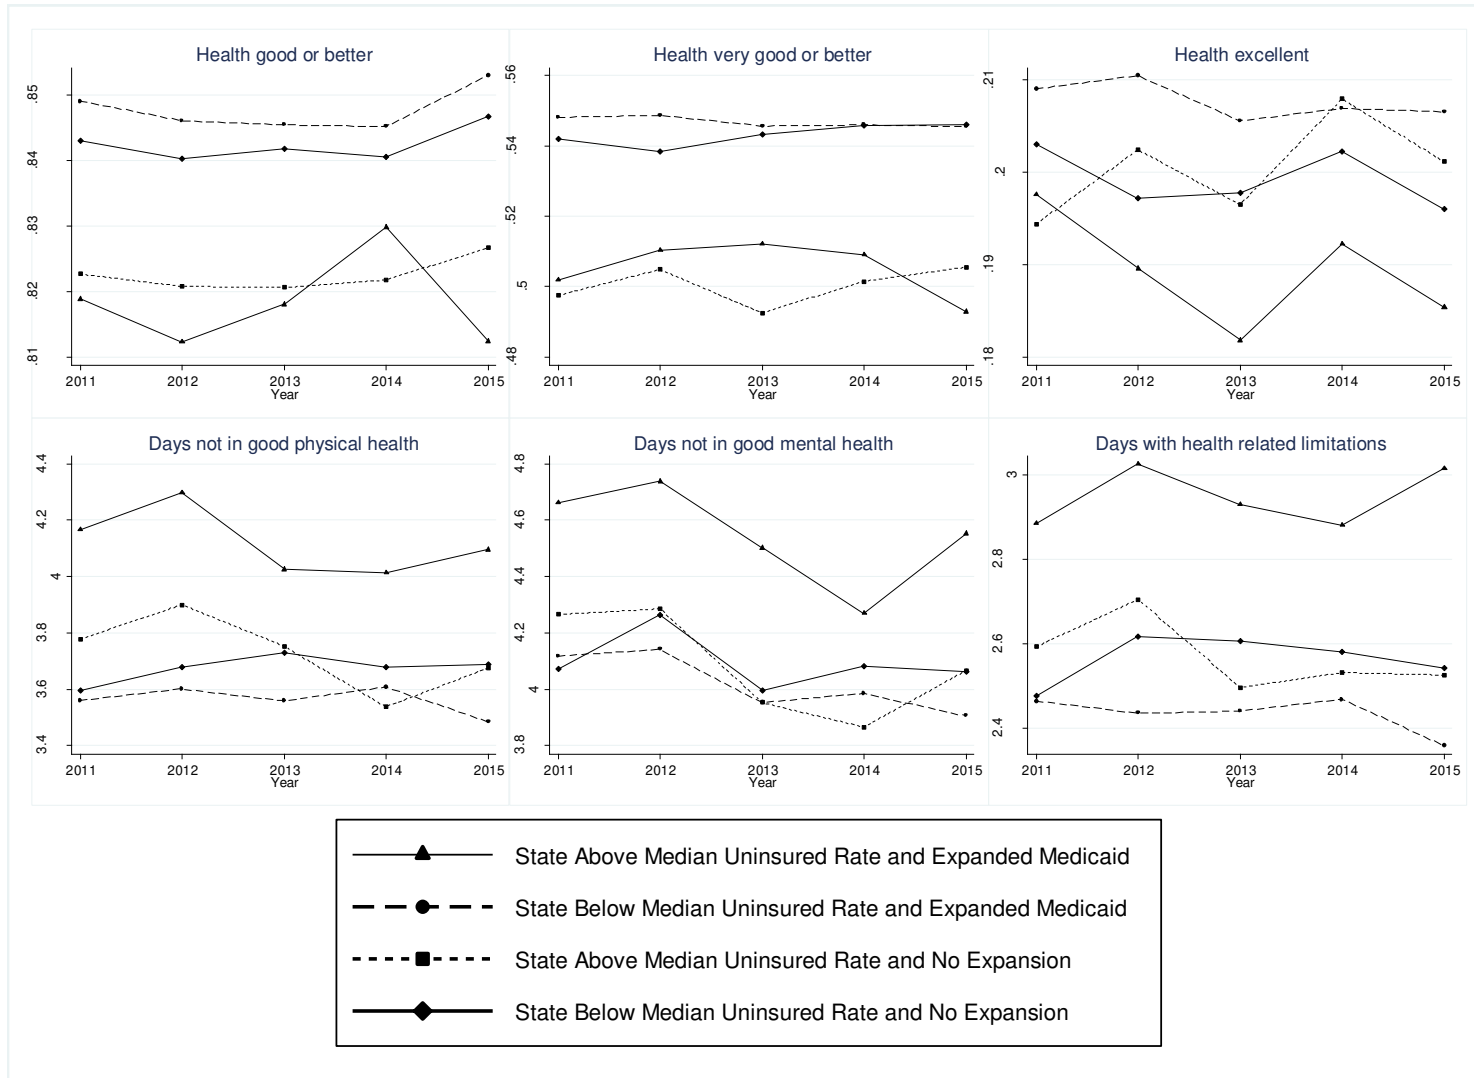 Health good or better
.85
.84
.83
.82
.81
2011 2012 2013 2014 2015
Year
Health very good or better
.56
.54
.52
.5
.48
2011 2012 2013 2014 2015
Year
Health excellent
.21
.2
.19
.18
2011 2012 2013 2014 2015
Year
Days not in good physical health
4.4
4.2
4
3.8
3.6
3.4
2011 2012 2013 2014 2015
Year
Days not in good mental health
4.8
4.6
4.4
4.2
4
3.8
2011 2012 2013 2014 2015
Year
Days with health related limitations
3
2.8
2.6
2.4
2011 2012 2013 2014 2015
Year
State Above Median Uninsured Rate and Expanded Medicaid
State Below Median Uninsured Rate and Expanded Medicaid
State Above Median Uninsured Rate and No Expansion
State Below Median Uninsured Rate and No Expansion